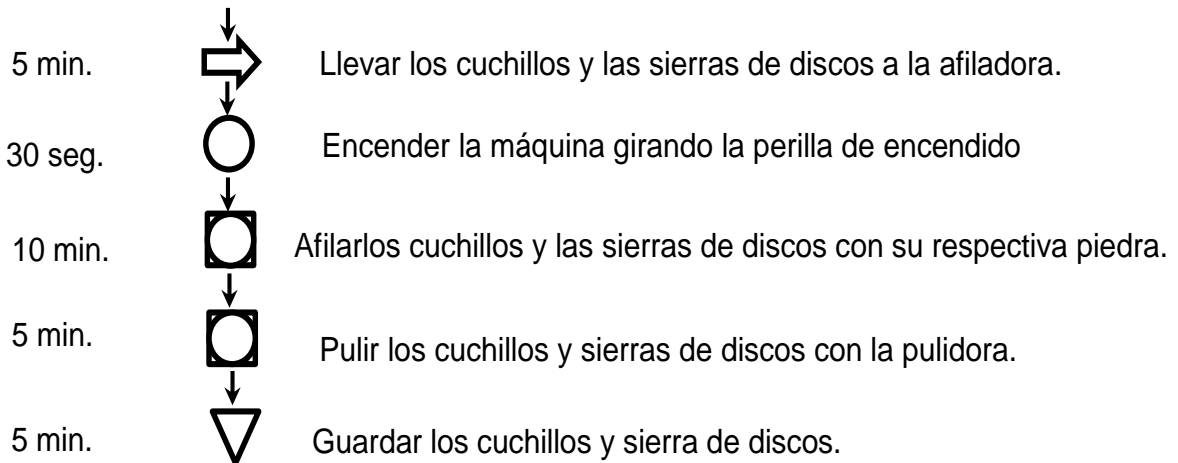 5 min. Llevar los cuchillos y las sierras de discos a la afiladora.
30 seg. Encender la máquina girando la perilla de encendido
10 min. Afilarlos cuchillos y las sierras de discos con su respectiva piedra.
5 min. Pulir los cuchillos y sierras de discos con la pulidora.
5 min. Guardar los cuchillos y sierra de discos.